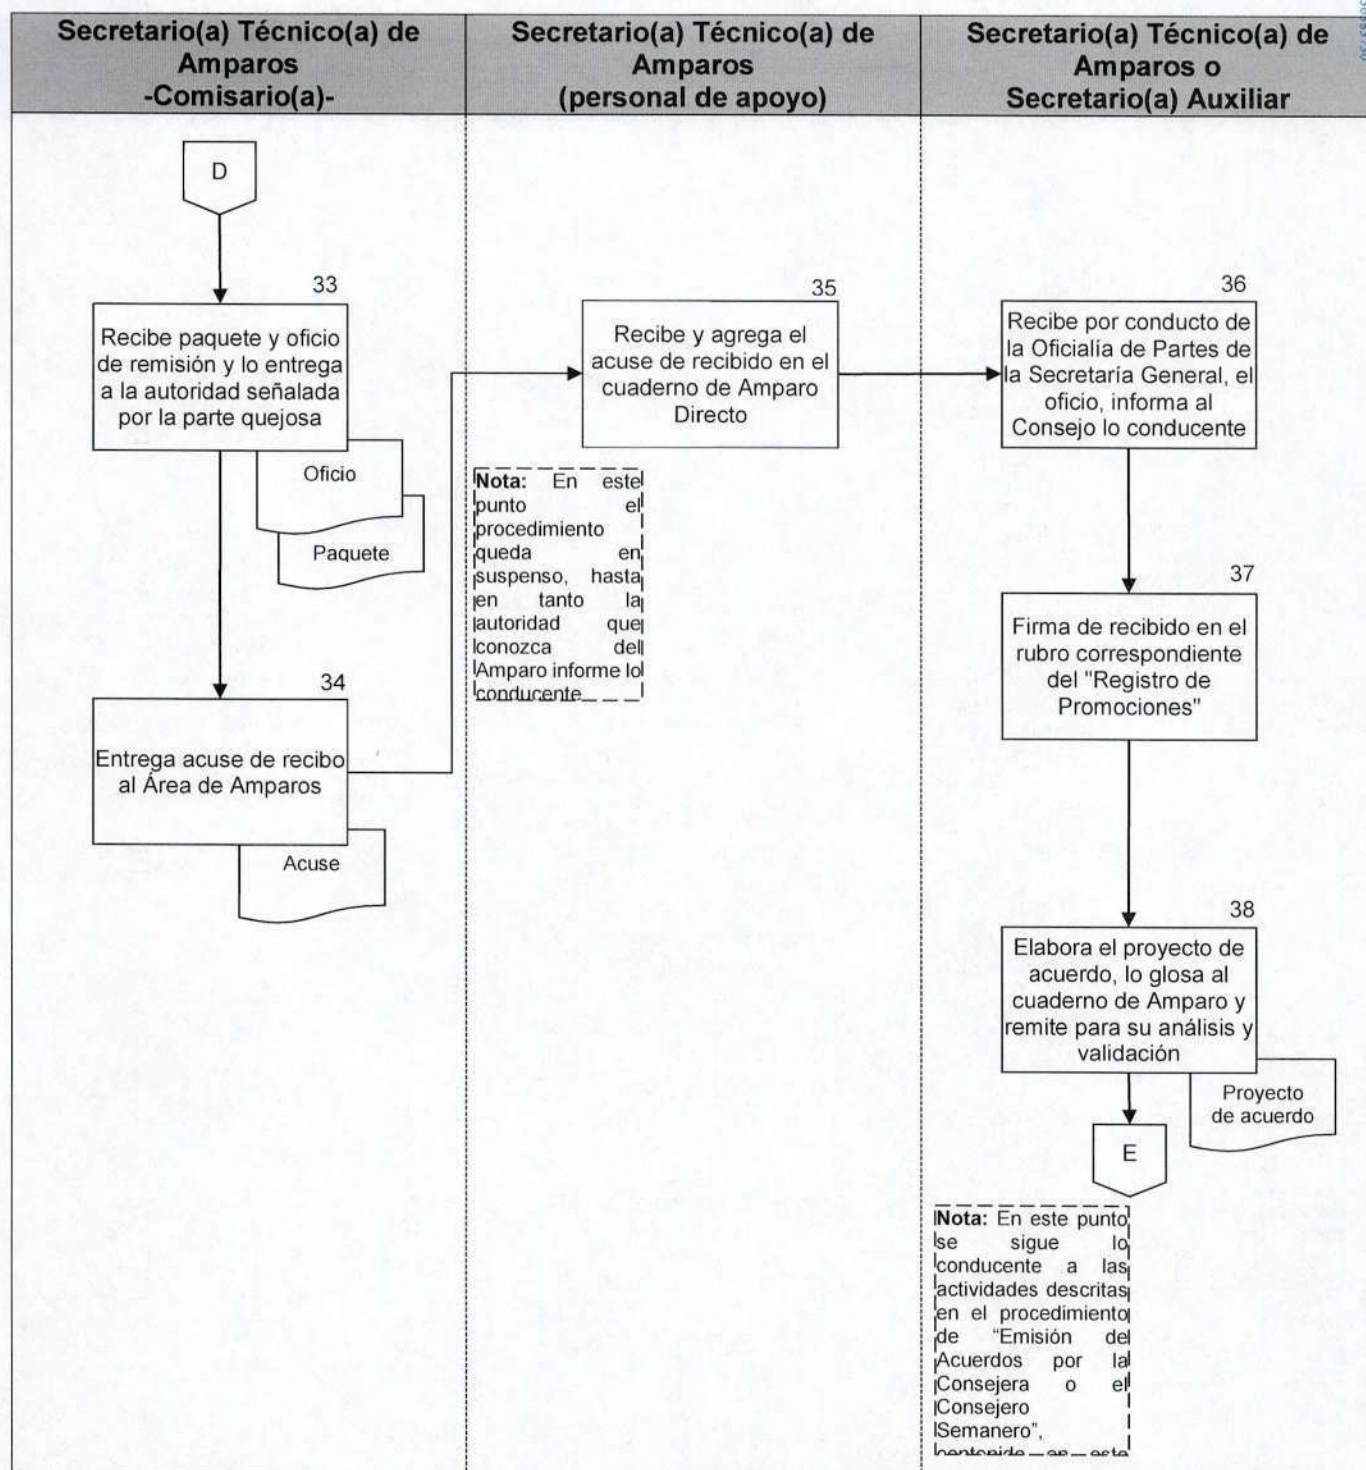 Secretario(a) Técnico(a) de
Amparos
-Comisario(a)-
Secretario(a) Técnico(a) de
Amparos
(personal de apoyo)
Secretario(a) Técnico(a) de
Amparos o
Secretario(a) Auxiliar
D
33
Recibe paquete y oficio
de remisión y lo entrega
a la autoridad señalada
por la parte quejosa
Oficio
Paquete
34
Entrega acuse de recibo
al Área de Amparos
Acuse
35
Recibe y agrega el
acuse de recibido en el
cuaderno de Amparo
Directo
Nota: En este
punto el
procedimiento
queda en
suspenso, hasta
en tanto la
autoridad que
conozca del
Amparo informe lo
conducente
36
Recibe por conducto de
la Oficialía de Partes de
la Secretaría General, el
oficio, informa al
Consejo lo conducente
37
Firma de recibido en el
rubro correspondiente
del "Registro de
Promociones"
38
Elabora el proyecto de
acuerdo, lo glosa al
cuaderno de Amparo y
remite para su análisis y
validación
Proyecto
de acuerdo
E
Nota: En este punto
se sigue lo
conducente a las
actividades descritas
en el procedimiento
de "Emisión de
Acuerdos por la
Consejera o el
Consejero
Semanero",
contenido en este